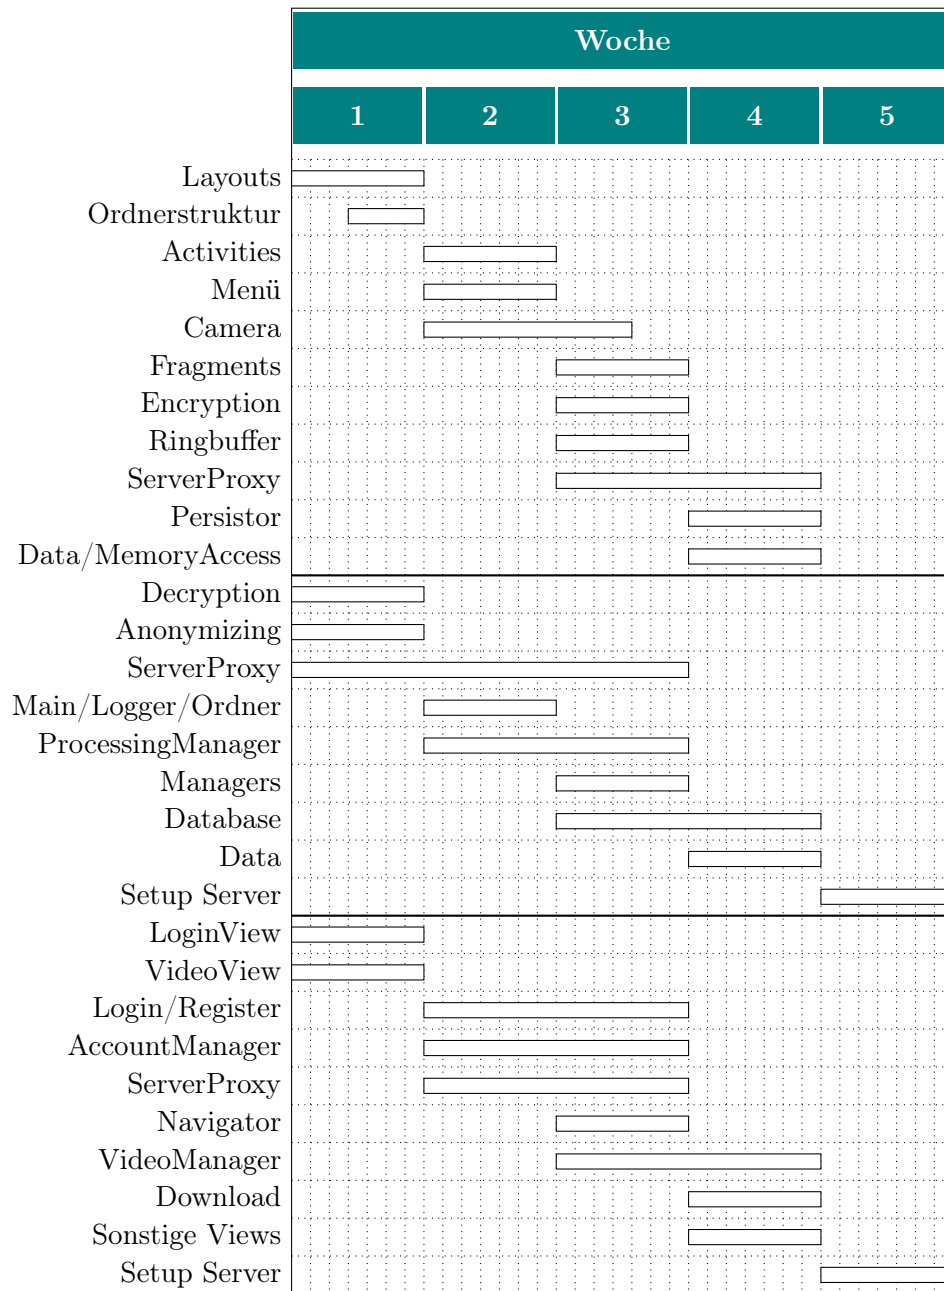 Woche
1 2 3 4 5
Layouts
Ordnerstruktur
Activities
Menü
Camera
Fragments
Encryption
Ringbuffer
ServerProxy
Persistor
Data/MemoryAccess
Decryption
Anonymizing
ServerProxy
Main/Logger/Ordner
ProcessingManager
Managers
Database
Data
Setup Server
LoginView
VideoView
Login/Register
AccountManager
ServerProxy
Navigator
VideoManager
Download
Sonstige Views
Setup Server